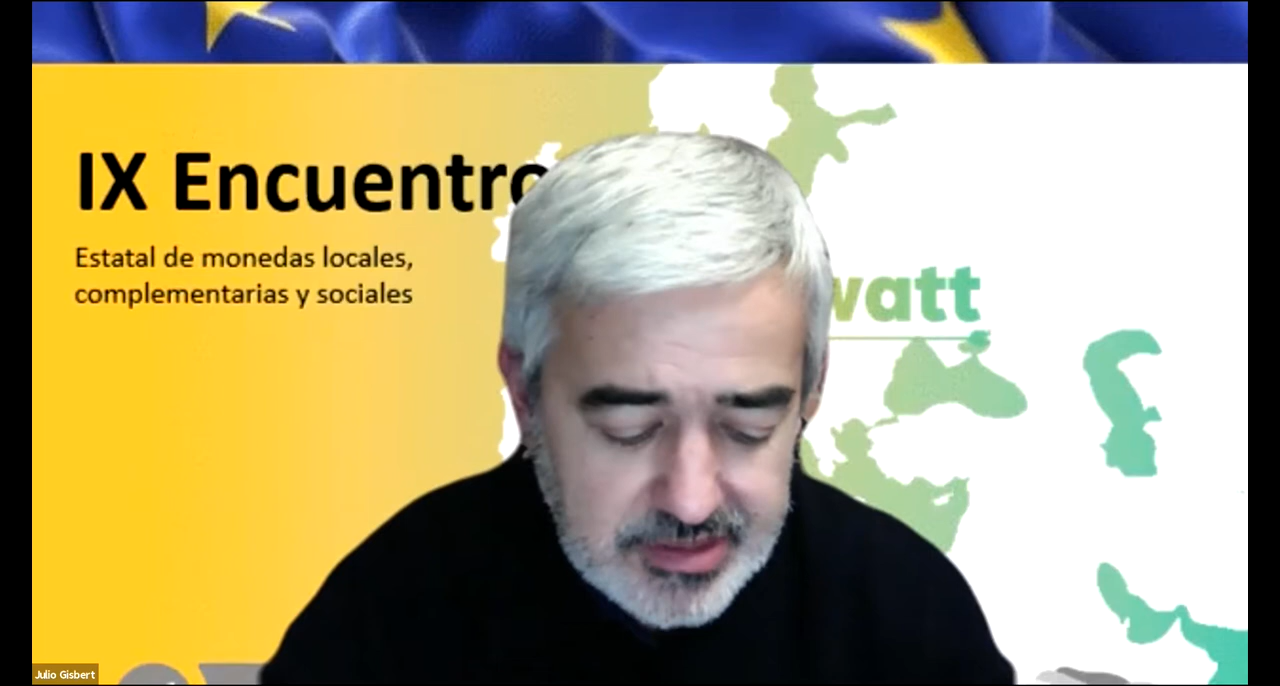 IX Encuentro
Estatal de monedas locales,
complementarias y sociales
watt
Julio Gisbert